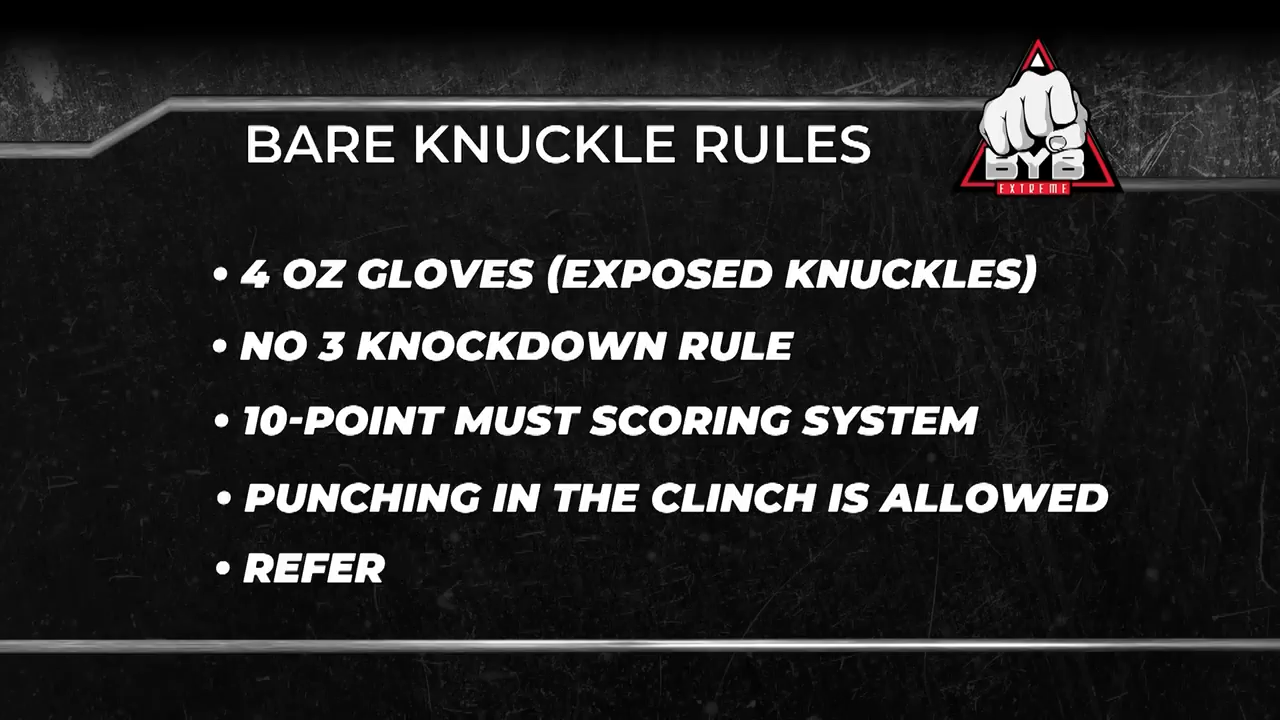 BARE KNUCKLE RULES
BYB
EXTREME
• 4 OZ GLOVES (EXPOSED KNUCKLES)
• NO 3 KNOCKDOWN RULE
• 10-POINT MUST SCORING SYSTEM
• PUNCHING IN THE CLINCH IS ALLOWED
• REFER